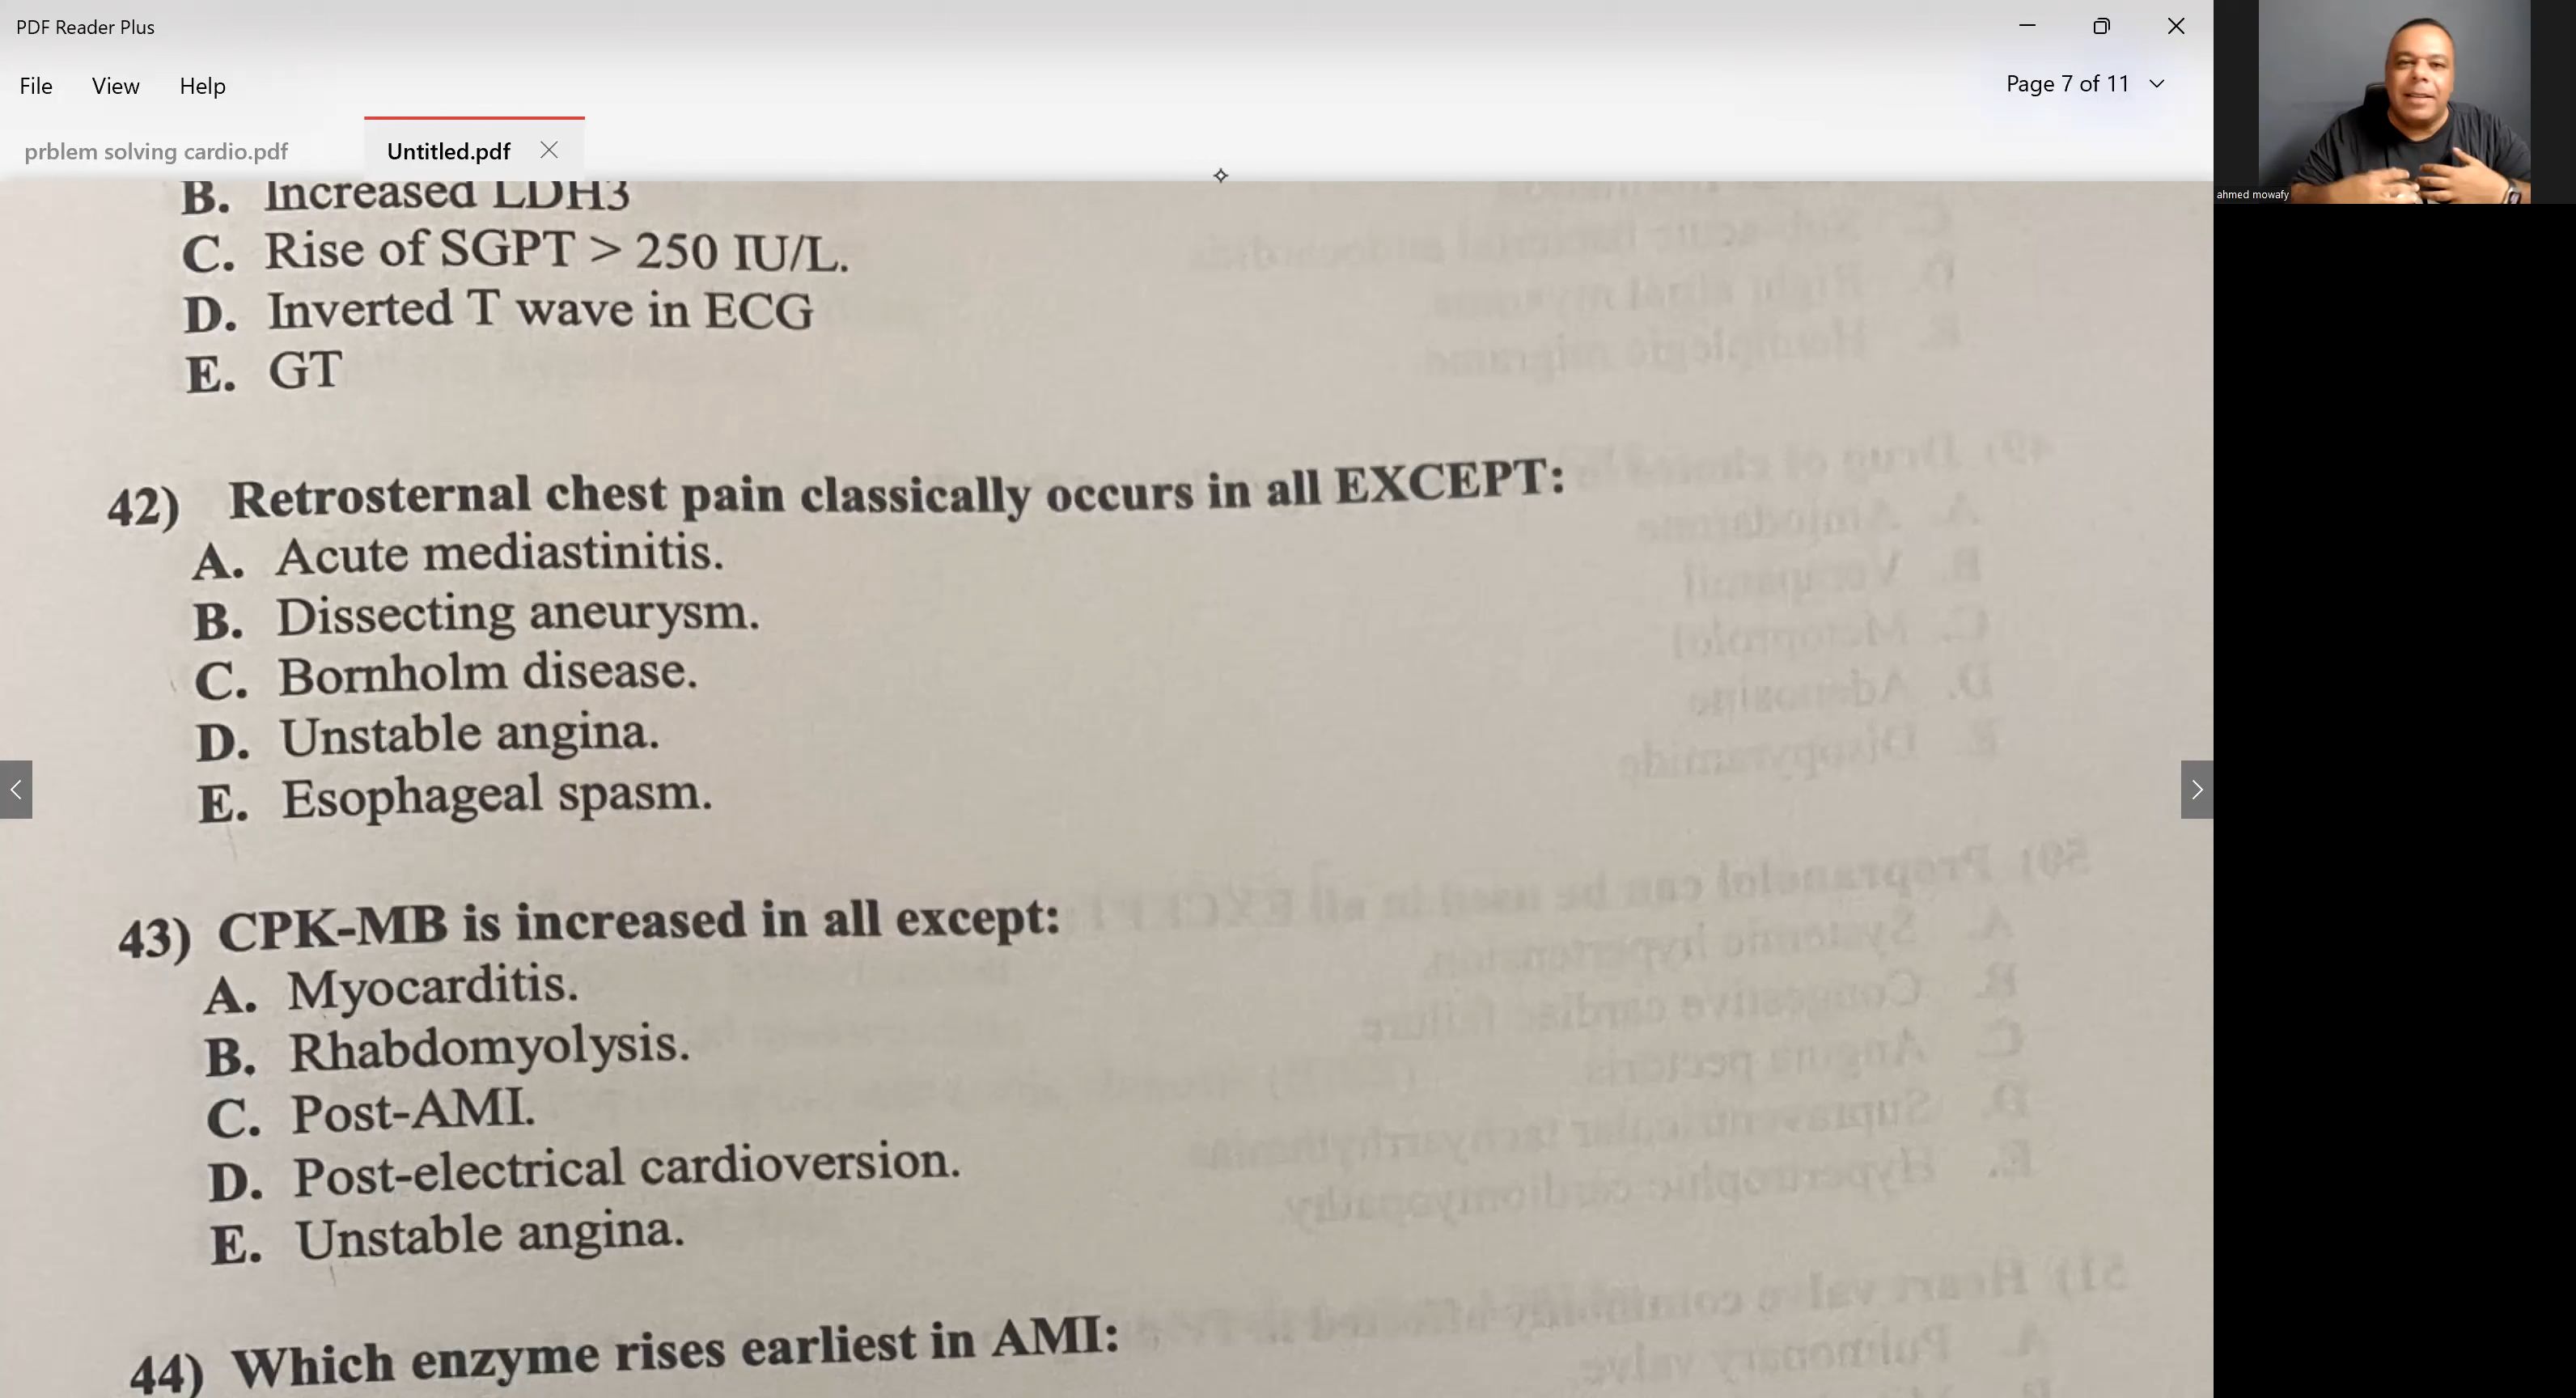 PDF Reader Plus
File View Help
Page 7 of 11
prblem solving cardio.pdf Untitled.pdf
ahmed mowafy
B. Increased LDH3
C. Rise of SGPT > 250 IU/L.
D. Inverted T wave in ECG
E. GT
42) Retrosternal chest pain classically occurs in all EXCEPT:
A. Acute mediastinitis.
B. Dissecting aneurysm.
C. Bornholm disease.
D. Unstable angina.
E. Esophageal spasm.
43) CPK-MB is increased in all except:
A. Myocarditis.
B. Rhabdomyolysis.
C. Post-AMI.
D. Post-electrical cardioversion.
E. Unstable angina.
44) Which enzyme rises earliest in AMI: